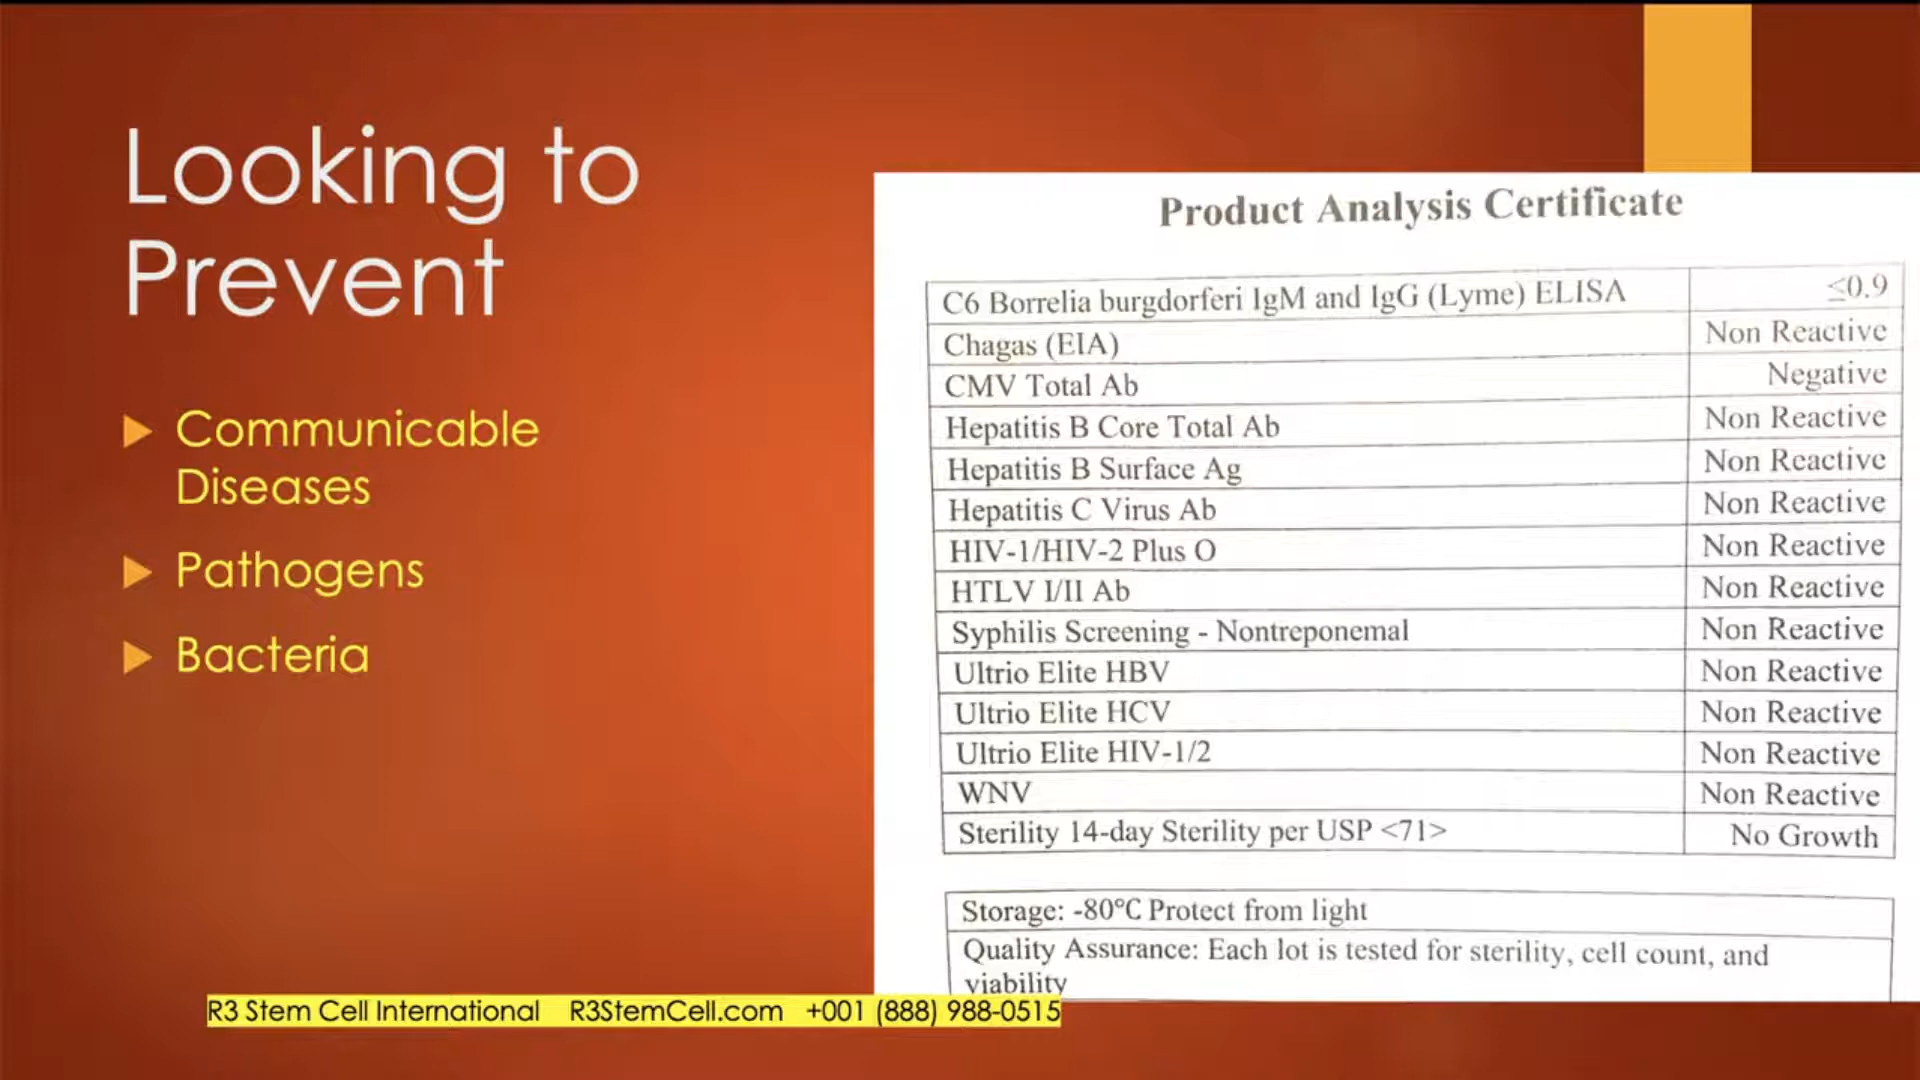 Looking to
Prevent
Communicable
Diseases
Pathogens
Bacteria
Product Analysis Certificate
C6 Borrelia burgdorferi IgM and IgG (Lyme) ELISA ≤0.9
Chagas (EIA) Non Reactive
CMV Total Ab Negative
Hepatitis B Core Total Ab Non Reactive
Hepatitis B Surface Ag Non Reactive
Hepatitis C Virus Ab Non Reactive
HIV-1/HIV-2 Plus O Non Reactive
HTLV I/II Ab Non Reactive
Syphilis Screening - Nontreponemal Non Reactive
Ultrio Elite HBV Non Reactive
Ultrio Elite HCV Non Reactive
Ultrio Elite HIV-1/2 Non Reactive
WNV Non Reactive
Sterility 14-day Sterility per USP <71> No Growth
Storage: -80°C Protect from light
Quality Assurance: Each lot is tested for sterility, cell count, and
viability
R3 Stem Cell International R3StemCell.com +001 (888) 988-0515